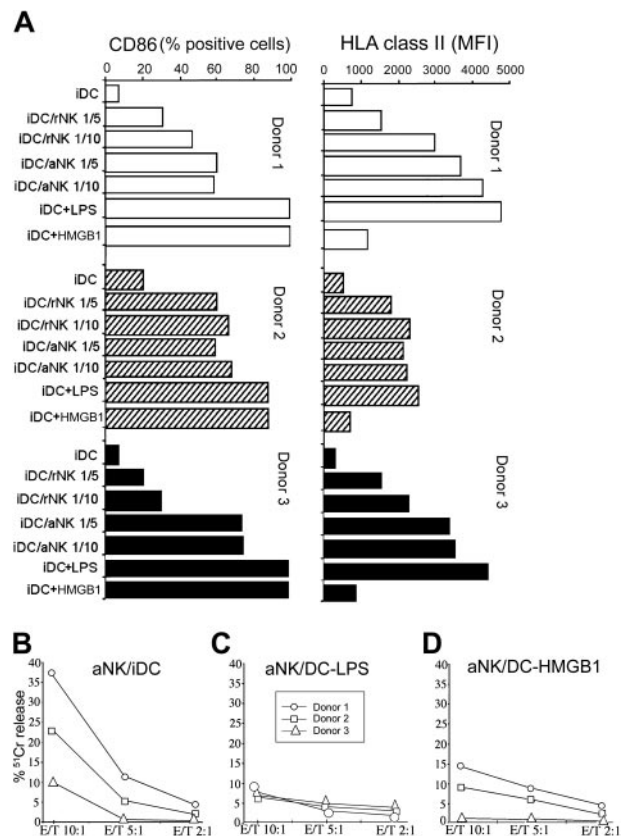 A
CD86 (% positive cells)
HLA class II (MFI)
0 20 40 60 80 100
0 1000 2000 3000 4000 5000
iDC
iDC/rNK 1/5
iDC/rNK 1/10
iDC/aNK 1/5
iDC/aNK 1/10
iDC+LPS
iDC+HMGB1
Donor 1
Donor 1
iDC
iDC/rNK 1/5
iDC/rNK 1/10
iDC/aNK 1/5
iDC/aNK 1/10
iDC+LPS
iDC+HMGB1
Donor 2
Donor 2
iDC
iDC/rNK 1/5
iDC/rNK 1/10
iDC/aNK 1/5
iDC/aNK 1/10
iDC+LPS
iDC+HMGB1
Donor 3
Donor 3
B
aNK/iDC
% 51Cr release
40
35
30
25
20
15
10
5
0
E/T 10:1 E/T 5:1 E/T 2:1
C
aNK/DC-LPS
40
35
30
25
20
15
10
5
0
Donor 1
Donor 2
Donor 3
E/T 10:1 E/T 5:1 E/T 2:1
D
aNK/DC-HMGB1
40
35
30
25
20
15
10
5
0
E/T 10:1 E/T 5:1 E/T 2:1